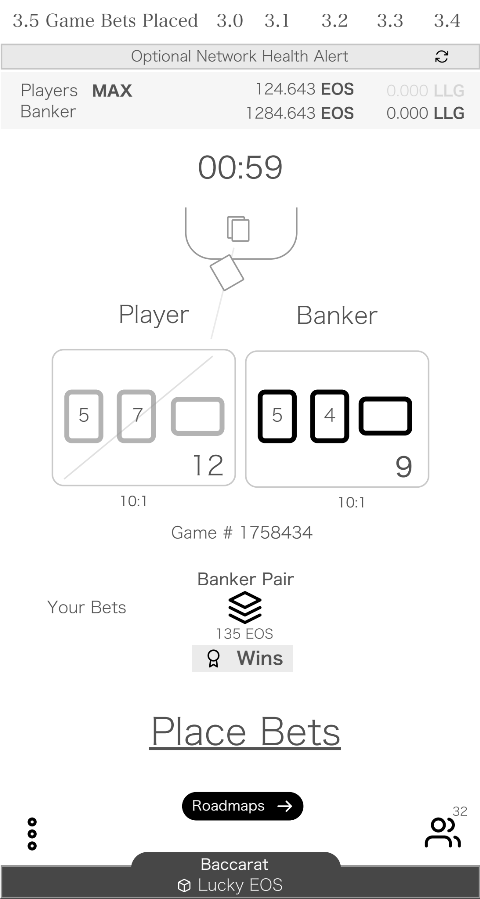 3.5 Game Bets Placed 3.0 3.1 3.2 3.3 3.4
Optional Network Health Alert
Players MAX 124.643 EOS 0.000 LLG
Banker 1284.643 EOS 0.000 LLG
00:59
Player Banker
5 7 5 4
12 9
10:1 10:1
Game # 1758434
Banker Pair
Your Bets
135 EOS
Wins
Place Bets
Roadmaps
32
Baccarat
Lucky EOS